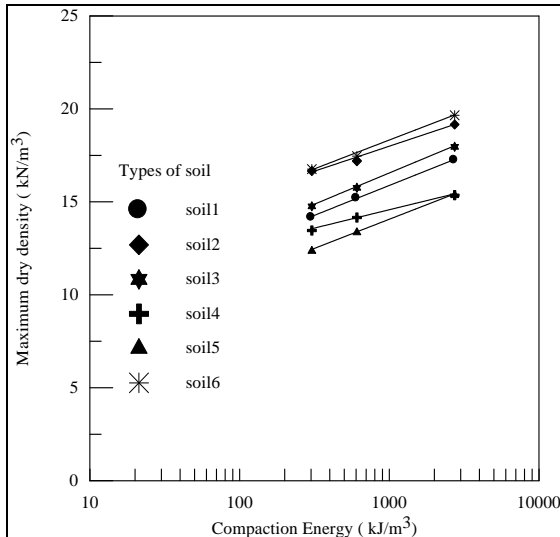 25
20
15
10
5
0
Maximum dry density ( kN/m³)
Types of soil
soil1
soil2
soil3
soil4
soil5
soil6
10 100 1000 10000
Compaction Energy ( kJ/m³)